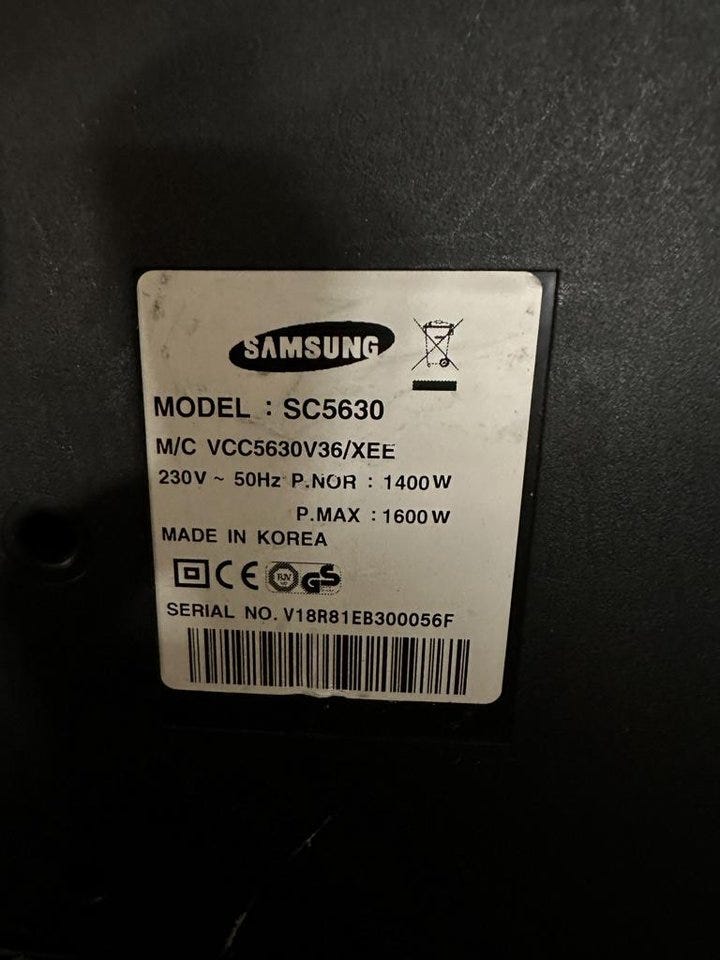 SAMSUNG
MODEL : SC5630
M/C VCC5630V36/XEE
230V ~ 50Hz P.NOR : 1400W
P.MAX : 1600W
MADE IN KOREA
CE GS
SERIAL NO. V18R81EB300056F